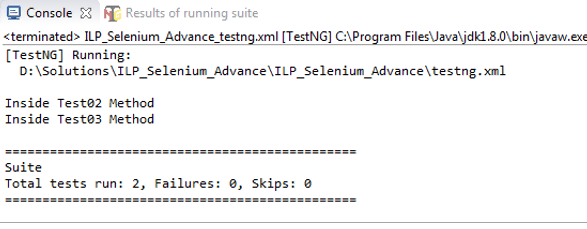 Console Results of running suite
<terminated> ILP_Selenium_Advance_testng.xml [TestNG] C:\Program Files\Java\jdk1.8.0\bin\javaw.exe
[TestNG] Running:
D:\Solutions\ILP_Selenium_Advance\ILP_Selenium_Advance\testng.xml
Inside Test02 Method
Inside Test03 Method
===============================================
Suite
Total tests run: 2, Failures: 0, Skips: 0
===============================================